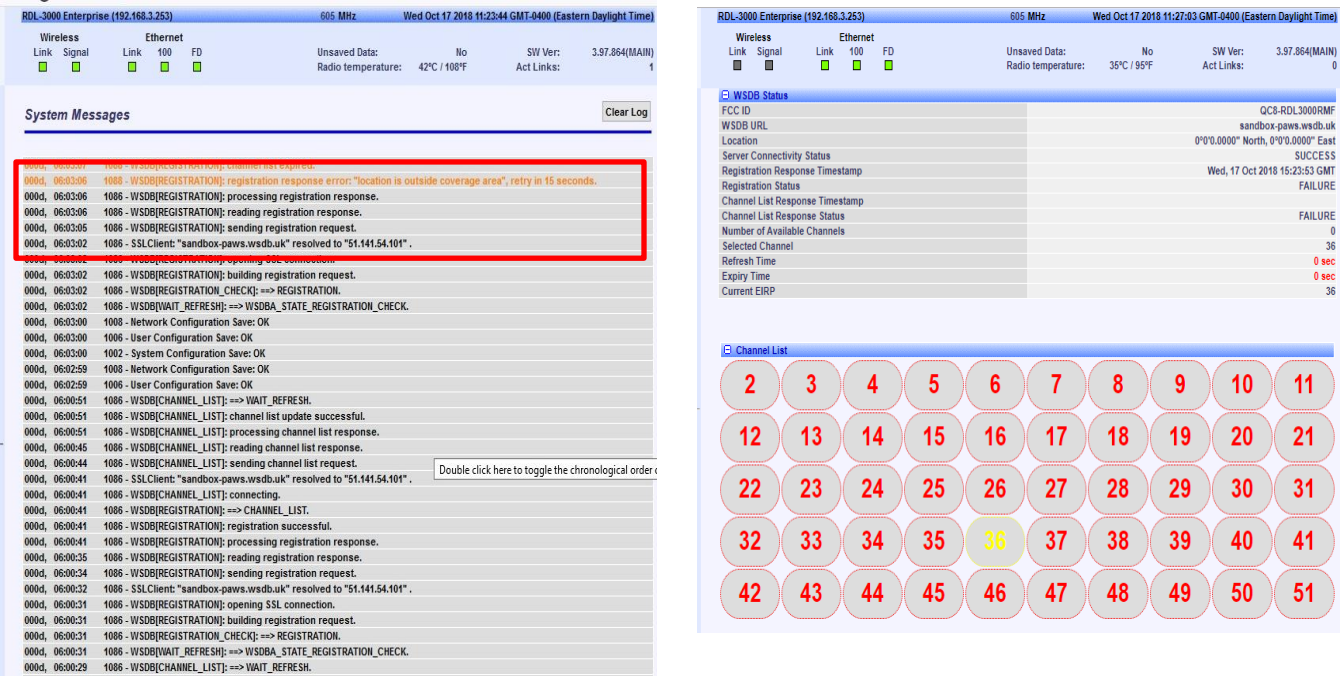 RDL-3000 Enterprise (192.168.3.253) 605 MHz Wed Oct 17 2018 11:23:44 GMT-0400 (Eastern Daylight Time)
Wireless Ethernet
Link Signal Link 100 FD Unsaved Data: No SW Ver: 3.97.864(MAIN)
Radio temperature: 42ºC / 108ºF Act Links: 1
System Messages
Clear Log
000d, 06:03:07 1088 - WSDB[REGISTRATION]: channel list expired.
000d, 06:03:06 1088 - WSDB[REGISTRATION]: registration response error: "location is outside coverage area", retry in 15 seconds.
000d, 06:03:06 1086 - WSDB[REGISTRATION]: processing registration response.
000d, 06:03:06 1086 - WSDB[REGISTRATION]: reading registration response.
000d, 06:03:05 1086 - WSDB[REGISTRATION]: sending registration request.
000d, 06:03:02 1086 - SSLClient: "sandbox-paws.wsdb.uk" resolved to "51.141.54.101" .
000d, 06:03:02 1086 - WSDB[REGISTRATION]: opening SSL connection.
000d, 06:03:02 1086 - WSDB[REGISTRATION]: building registration request.
000d, 06:03:02 1086 - WSDB[REGISTRATION_CHECK]: ==> REGISTRATION.
000d, 06:03:02 1086 - WSDB[WAIT_REFRESH]: ==> WSDBA_STATE_REGISTRATION_CHECK.
000d, 06:03:00 1008 - Network Configuration Save: OK
000d, 06:03:00 1006 - User Configuration Save: OK
000d, 06:03:00 1002 - System Configuration Save: OK
000d, 06:02:59 1008 - Network Configuration Save: OK
000d, 06:02:59 1006 - User Configuration Save: OK
000d, 06:00:51 1086 - WSDB[CHANNEL_LIST]: ==> WAIT_REFRESH.
000d, 06:00:51 1086 - WSDB[CHANNEL_LIST]: channel list update successful.
000d, 06:00:51 1086 - WSDB[CHANNEL_LIST]: processing channel list response.
000d, 06:00:45 1086 - WSDB[CHANNEL_LIST]: reading channel list response.
000d, 06:00:44 1086 - WSDB[CHANNEL_LIST]: sending channel list request.
Double click here to toggle the chronological order
000d, 06:00:41 1086 - SSLClient: "sandbox-paws.wsdb.uk" resolved to "51.141.54.101" .
000d, 06:00:41 1086 - WSDB[CHANNEL_LIST]: connecting.
000d, 06:00:41 1086 - WSDB[REGISTRATION]: ==> CHANNEL_LIST.
000d, 06:00:41 1086 - WSDB[REGISTRATION]: registration successful.
000d, 06:00:41 1086 - WSDB[REGISTRATION]: processing registration response.
000d, 06:00:35 1086 - WSDB[REGISTRATION]: reading registration response.
000d, 06:00:34 1086 - WSDB[REGISTRATION]: sending registration request.
000d, 06:00:32 1086 - SSLClient: "sandbox-paws.wsdb.uk" resolved to "51.141.54.101" .
000d, 06:00:31 1086 - WSDB[REGISTRATION]: opening SSL connection.
000d, 06:00:31 1086 - WSDB[REGISTRATION]: building registration request.
000d, 06:00:31 1086 - WSDB[REGISTRATION_CHECK]: ==> REGISTRATION.
000d, 06:00:31 1086 - WSDB[WAIT_REFRESH]: ==> WSDBA_STATE_REGISTRATION_CHECK.
000d, 06:00:29 1086 - WSDB[CHANNEL_LIST]: ==> WAIT_REFRESH.
RDL-3000 Enterprise (192.168.3.253) 605 MHz Wed Oct 17 2018 11:27:03 GMT-0400 (Eastern Daylight Time)
Wireless Ethernet
Link Signal Link 100 FD Unsaved Data: No SW Ver: 3.97.864(MAIN)
Radio temperature: 35ºC / 95ºF Act Links: 0
WSDB Status
FCC ID QC8-RDL3000RMF
WSDB URL sandbox-paws.wsdb.uk
Location 0º0'0.0000" North, 0º0'0.0000" East
Server Connectivity Status SUCCESS
Registration Response Timestamp Wed, 17 Oct 2018 15:23:53 GMT
Registration Status FAILURE
Channel List Response Timestamp
Channel List Response Status FAILURE
Number of Available Channels 0
Selected Channel 36
Refresh Time 0 sec
Expiry Time 0 sec
Current EIRP 36
Channel List
2 3 4 5 6 7 8 9 10 11
12 13 14 15 16 17 18 19 20 21
22 23 24 25 26 27 28 29 30 31
32 33 34 35 36 37 38 39 40 41
42 43 44 45 46 47 48 49 50 51